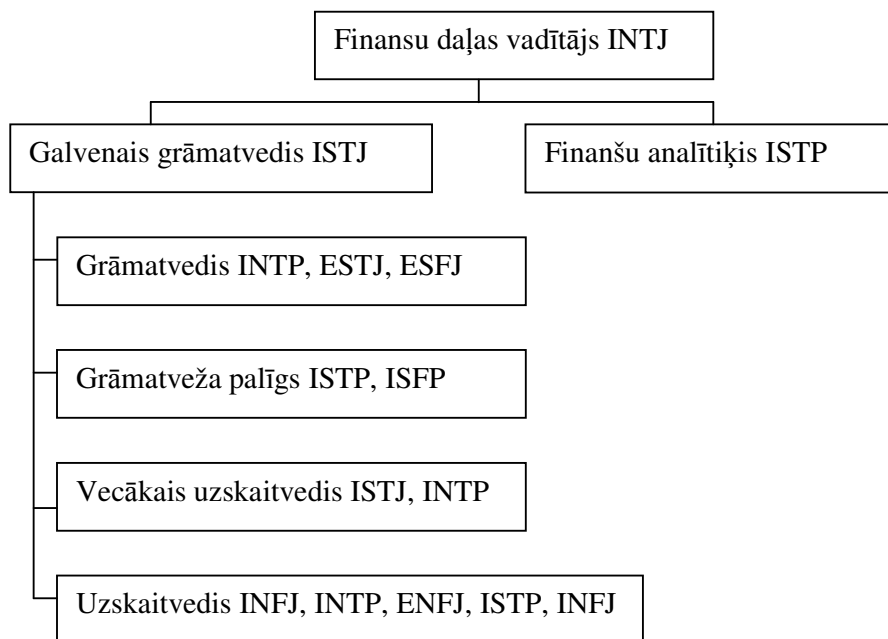 Finansu daļas vadītājs INTJ
Galvenais grāmatvedis ISTJ
Finanšu analītiķis ISTP
Grāmatvedis INTP, ESTJ, ESFJ
Grāmatveža palīgs ISTP, ISFP
Vecākais uzskaitvedis ISTJ, INTP
Uzskaitvedis INFJ, INTP, ENFJ, ISTP, INFJ